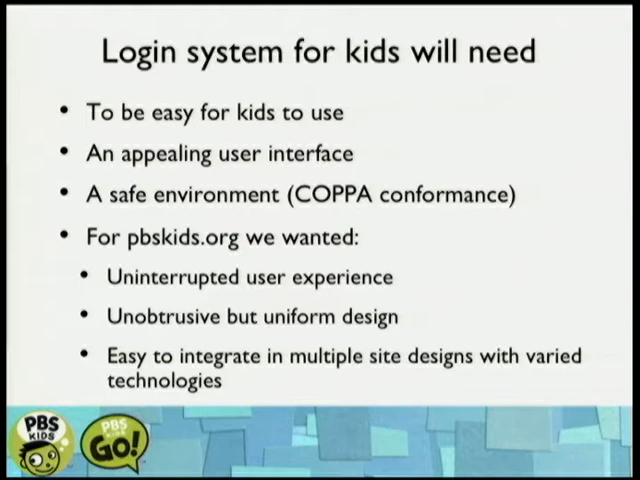 Login system for kids will need
• To be easy for kids to use
• An appealing user interface
• A safe environment (COPPA conformance)
• For pbskids.org we wanted:
• Uninterrupted user experience
• Unobtrusive but uniform design
• Easy to integrate in multiple site designs with varied
technologies
PBS
KIDS
PBS
KIDS
GO!